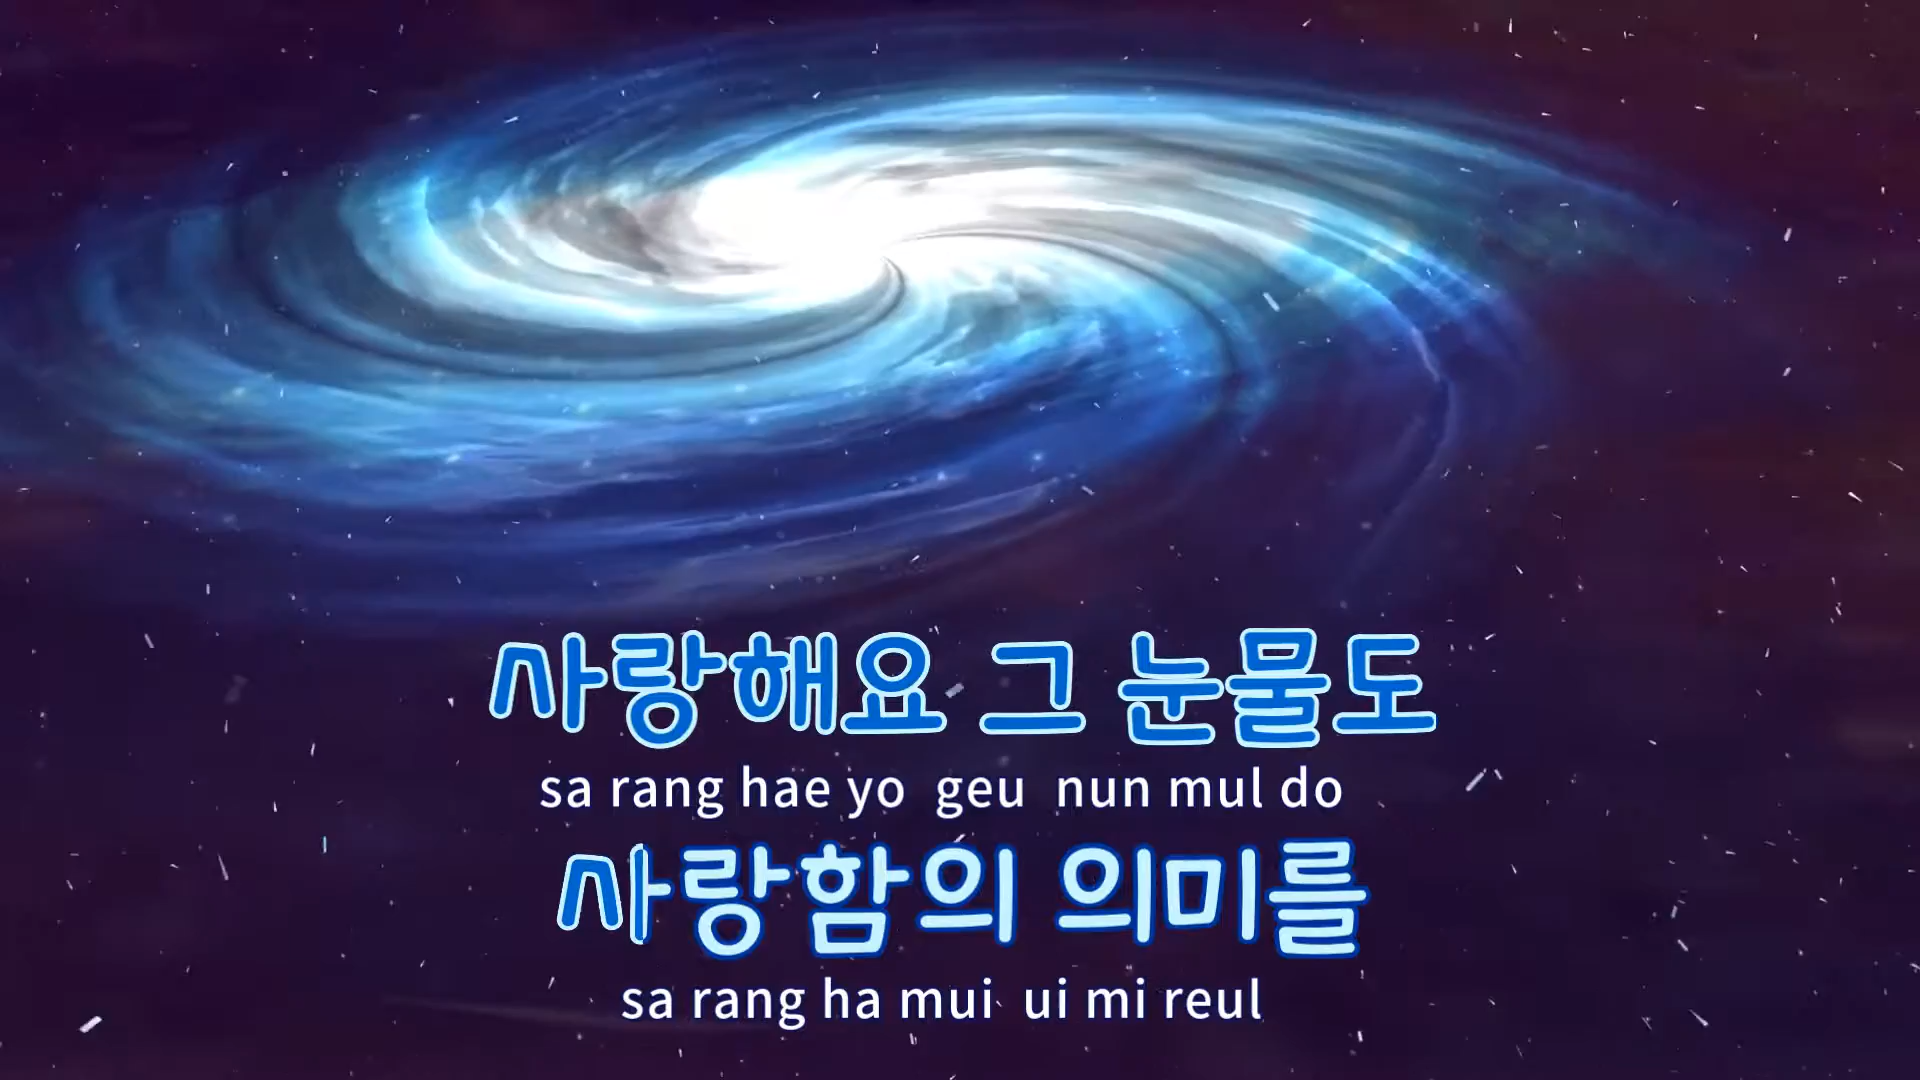 사랑해요 그 눈물도
sa rang hae yo geu nun mul do
사랑함의 의미를
sa rang ha mui ui mi reul